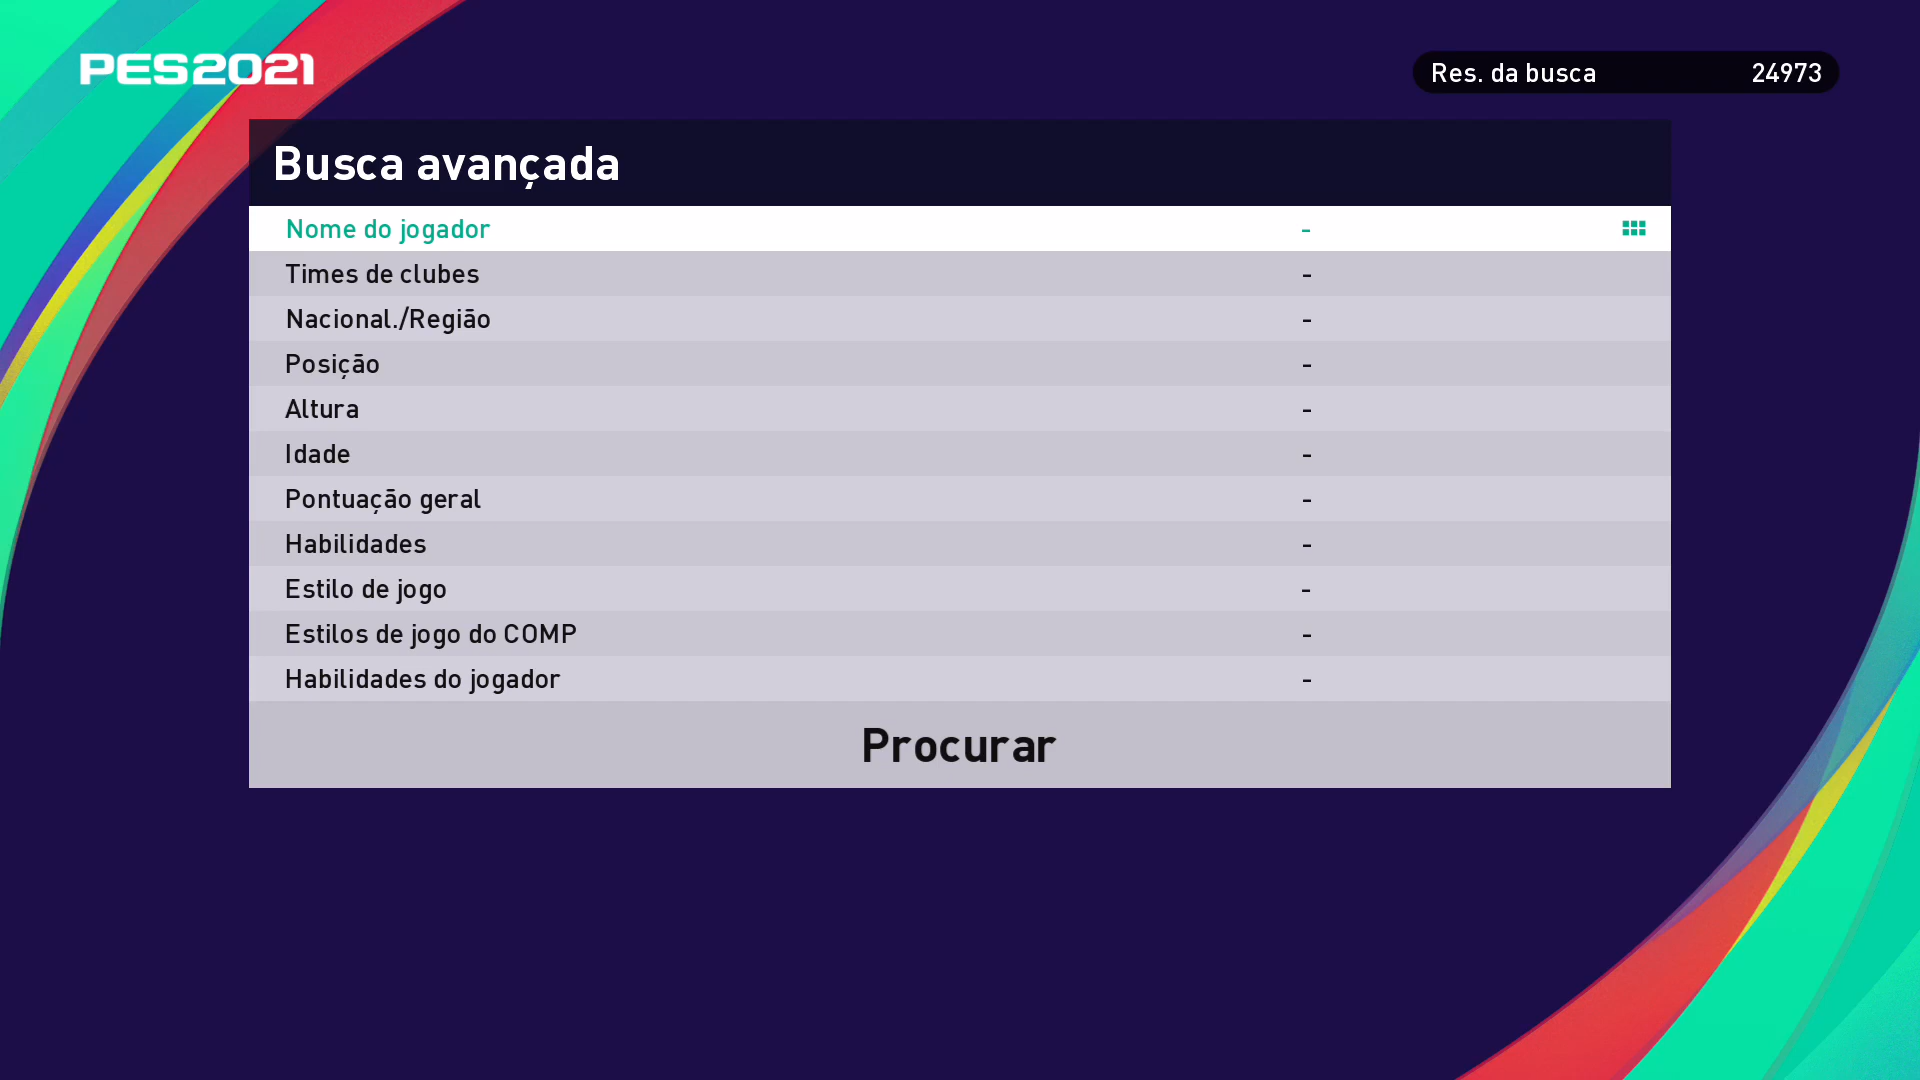 PES2021
Res. da busca 24973
Busca avançada
Nome do jogador -
Times de clubes -
Nacional./Região -
Posição -
Altura -
Idade -
Pontuação geral -
Habilidades -
Estilo de jogo -
Estilos de jogo do COMP -
Habilidades do jogador -
Procurar